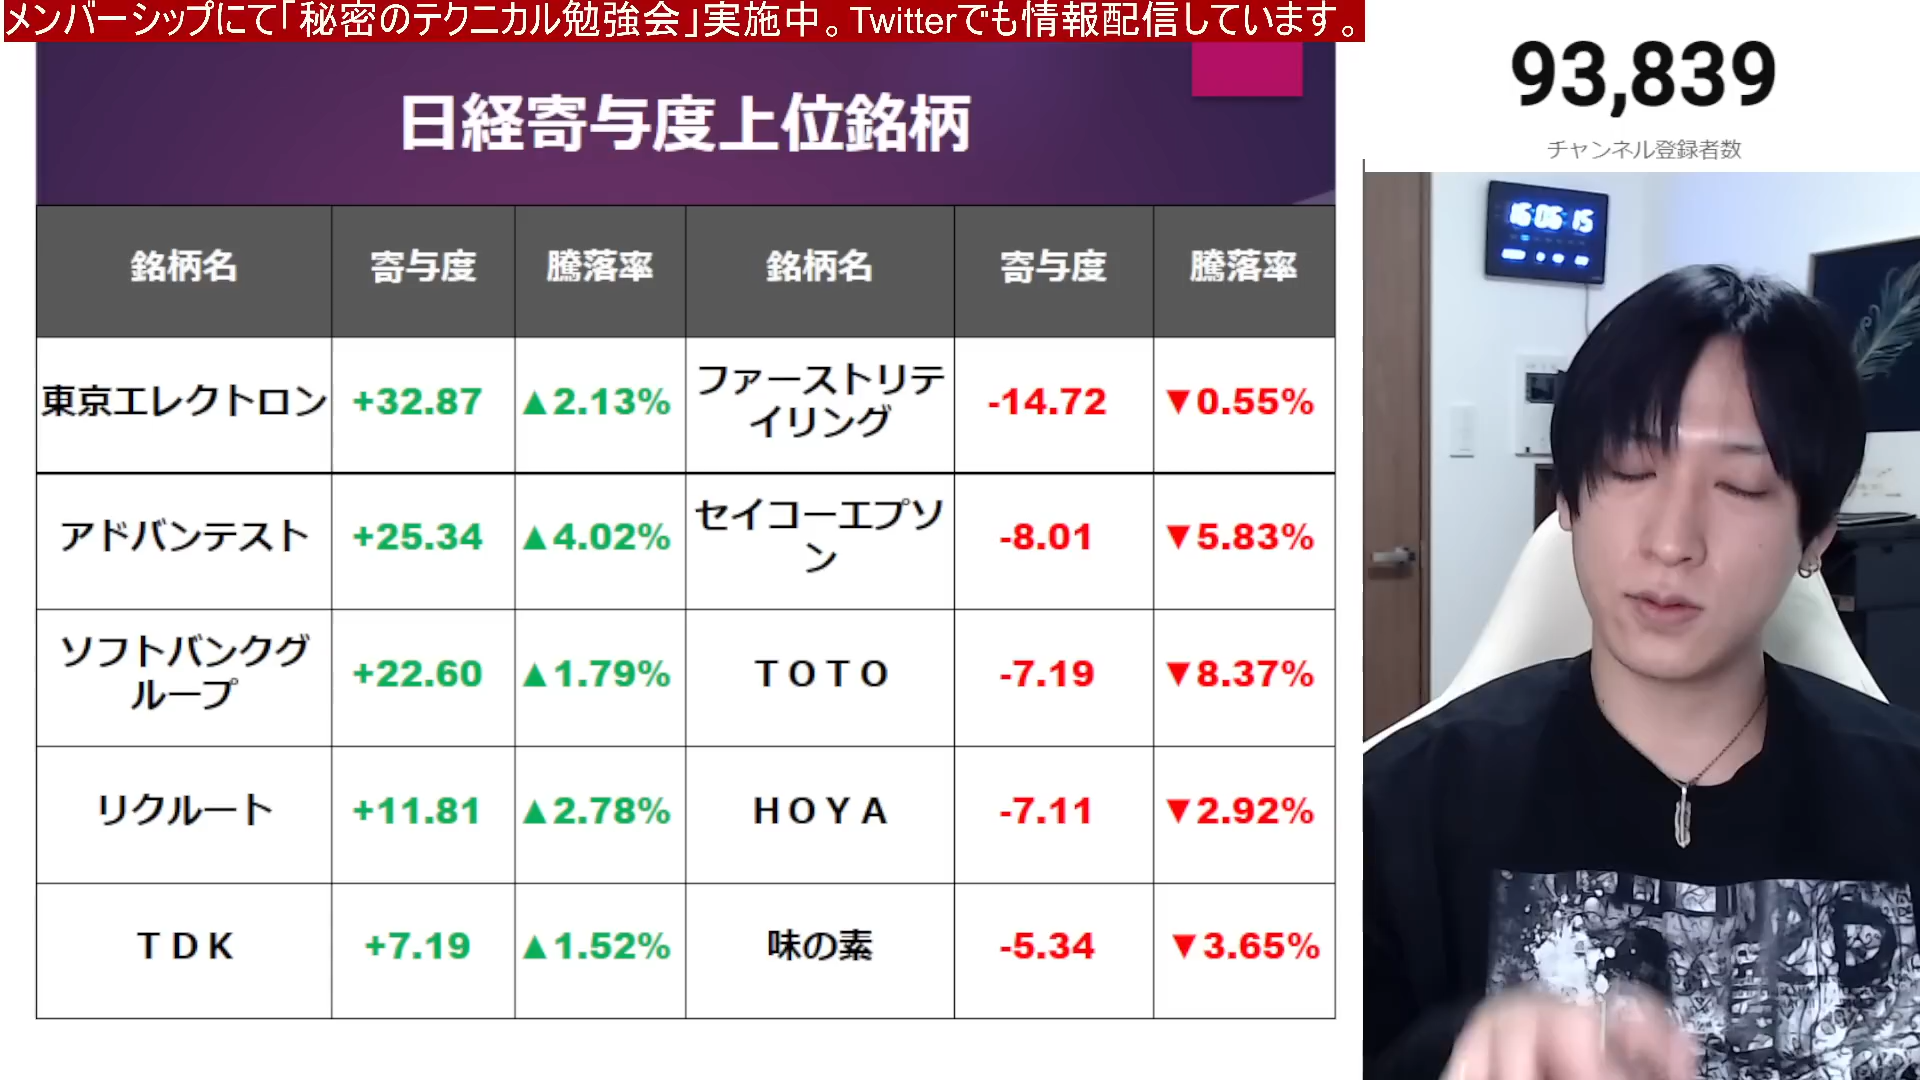 メンバーシップにて「秘密のテクニカル勉強会」実施中。Twitterでも情報配信しています。
93,839
チャンネル登録者数
日経寄与度上位銘柄
銘柄名 寄与度 騰落率 銘柄名 寄与度 騰落率
東京エレクトロン +32.87 ▲2.13% ファーストリテ
イリング -14.72 ▼0.55%
アドバンテスト +25.34 ▲4.02% セイコーエプソ
ン -8.01 ▼5.83%
ソフトバンクグ
ループ +22.60 ▲1.79% ＴＯＴＯ -7.19 ▼8.37%
リクルート +11.81 ▲2.78% ＨＯＹＡ -7.11 ▼2.92%
ＴＤＫ +7.19 ▲1.52% 味の素 -5.34 ▼3.65%
16:06 15